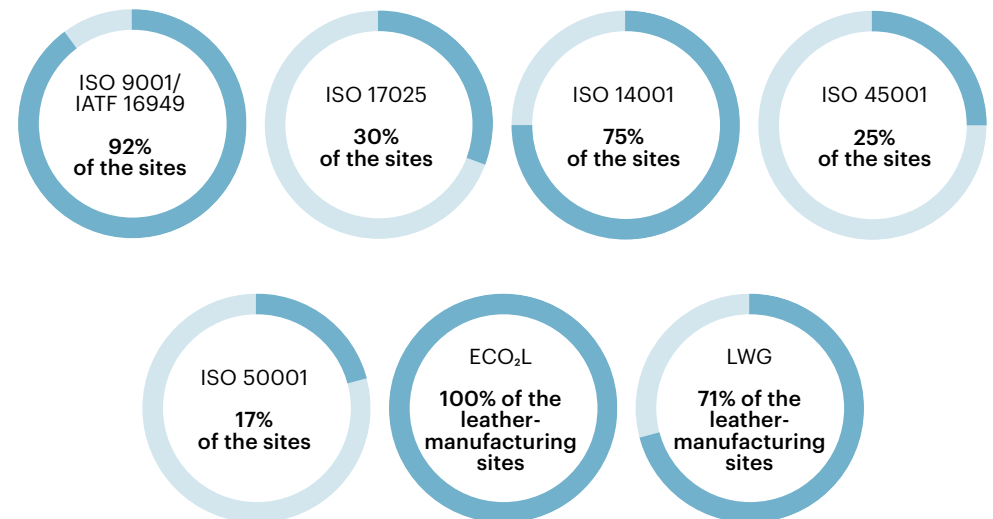 ISO 9001/
IATF 16949
92%
of the sites
ISO 17025
30%
of the sites
ISO 14001
75%
of the sites
ISO 45001
25%
of the sites
ISO 50001
17%
of the sites
ECO₂L
100% of the
leather-
manufacturing
sites
LWG
71% of the
leather-
manufacturing
sites